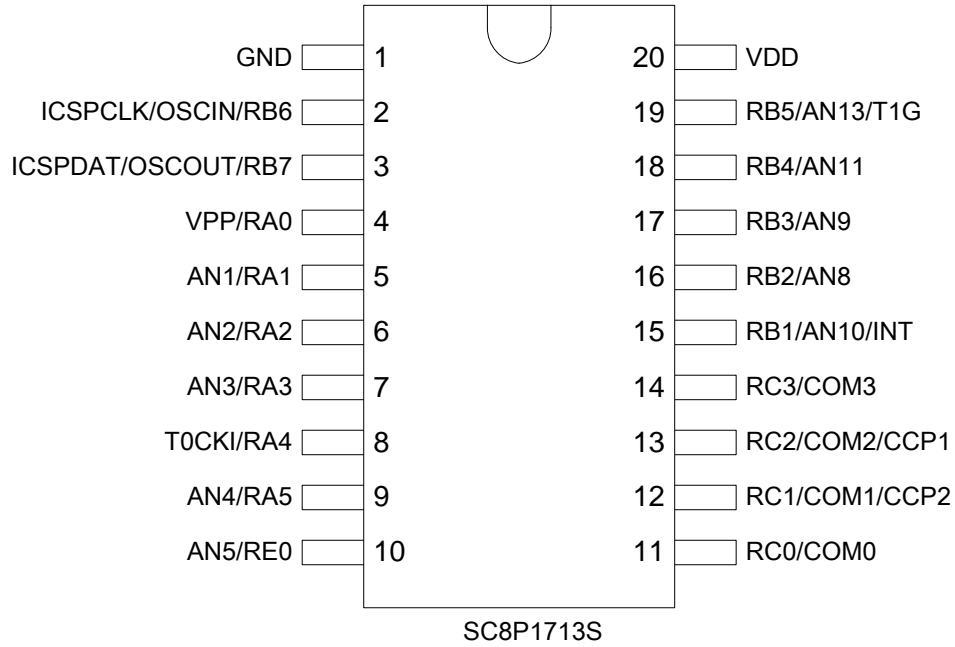 GND 1 20 VDD
ICSPCLK/OSCIN/RB6 2 19 RB5/AN13/T1G
ICSPDAT/OSCOUT/RB7 3 18 RB4/AN11
VPP/RA0 4 17 RB3/AN9
AN1/RA1 5 16 RB2/AN8
AN2/RA2 6 15 RB1/AN10/INT
AN3/RA3 7 14 RC3/COM3
T0CKI/RA4 8 13 RC2/COM2/CCP1
AN4/RA5 9 12 RC1/COM1/CCP2
AN5/RE0 10 11 RC0/COM0
SC8P1713S